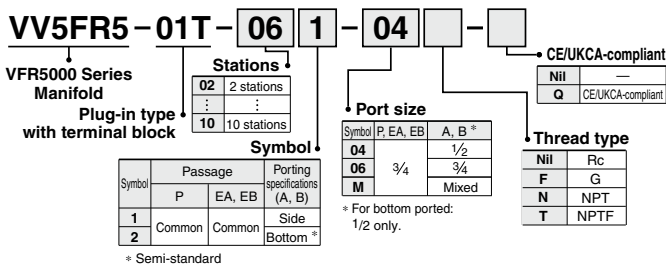 VV5FR5-01T-06 1-04 -
VFR5000 Series
Manifold
Plug-in type
with terminal block
Stations
02 2 stations
⋮ ⋮
10 10 stations
Symbol
Symbol Passage Porting specifications (A, B)
P EA, EB
1 Common Common Side
2 Bottom *
* Semi-standard
Port size
Symbol P, EA, EB A, B *
04 3/4 1/2
06 3/4
M Mixed
* For bottom ported:
1/2 only.
CE/UKCA-compliant
Nil —
Q CE/UKCA-compliant
Thread type
Nil Rc
F G
N NPT
T NPTF